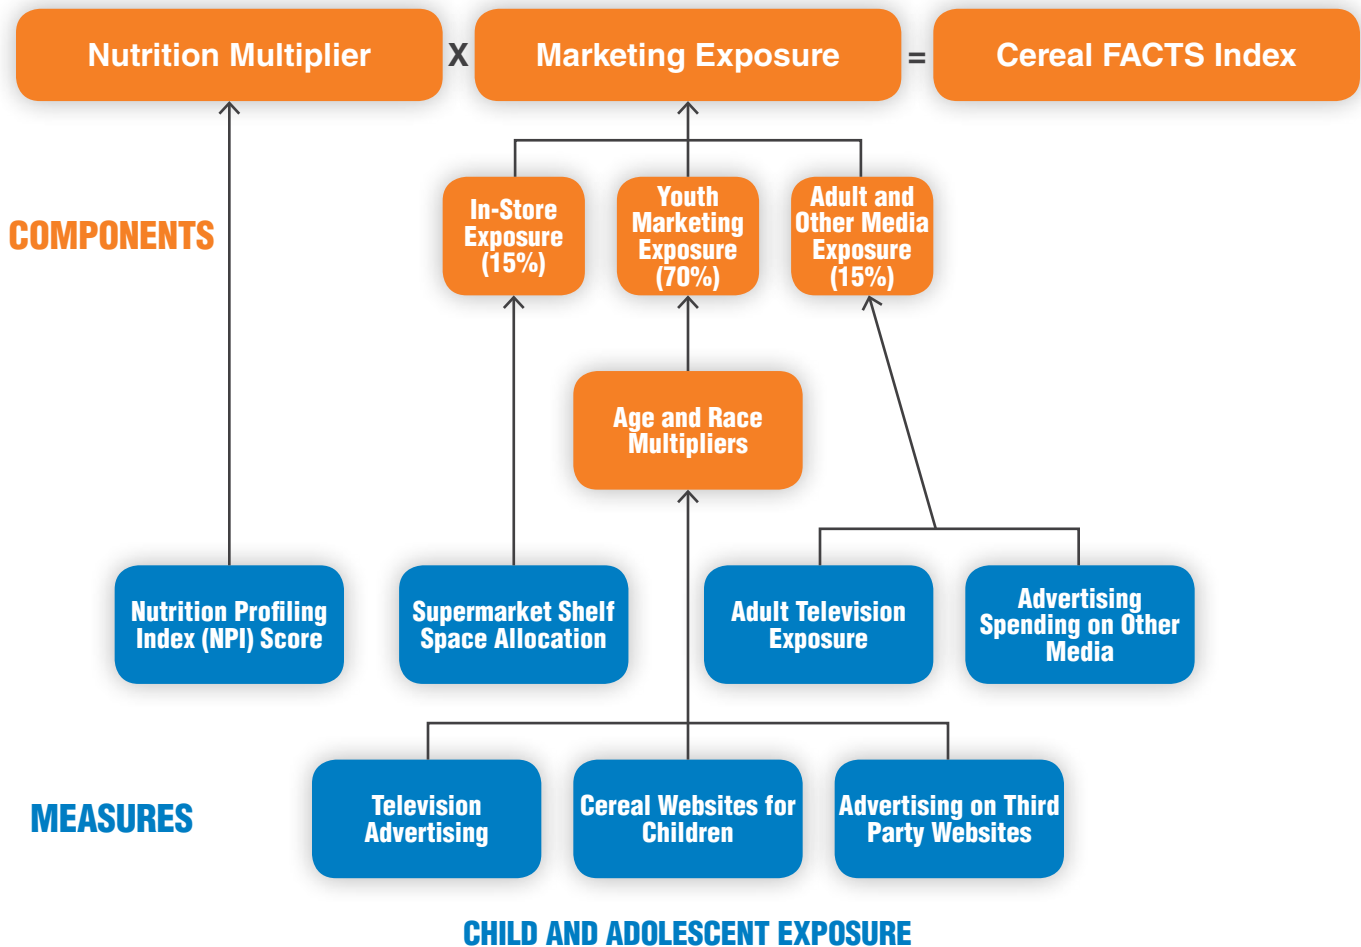 Nutrition Multiplier X Marketing Exposure = Cereal FACTS Index
COMPONENTS
In-Store
Exposure
(15%)
Youth
Marketing
Exposure
(70%)
Adult and
Other Media
Exposure
(15%)
Age and Race
Multipliers
Nutrition Profiling
Index (NPI) Score
Supermarket Shelf
Space Allocation
Adult Television
Exposure
Advertising
Spending on Other
Media
MEASURES
Television
Advertising
Cereal Websites for
Children
Advertising on Third
Party Websites
CHILD AND ADOLESCENT EXPOSURE